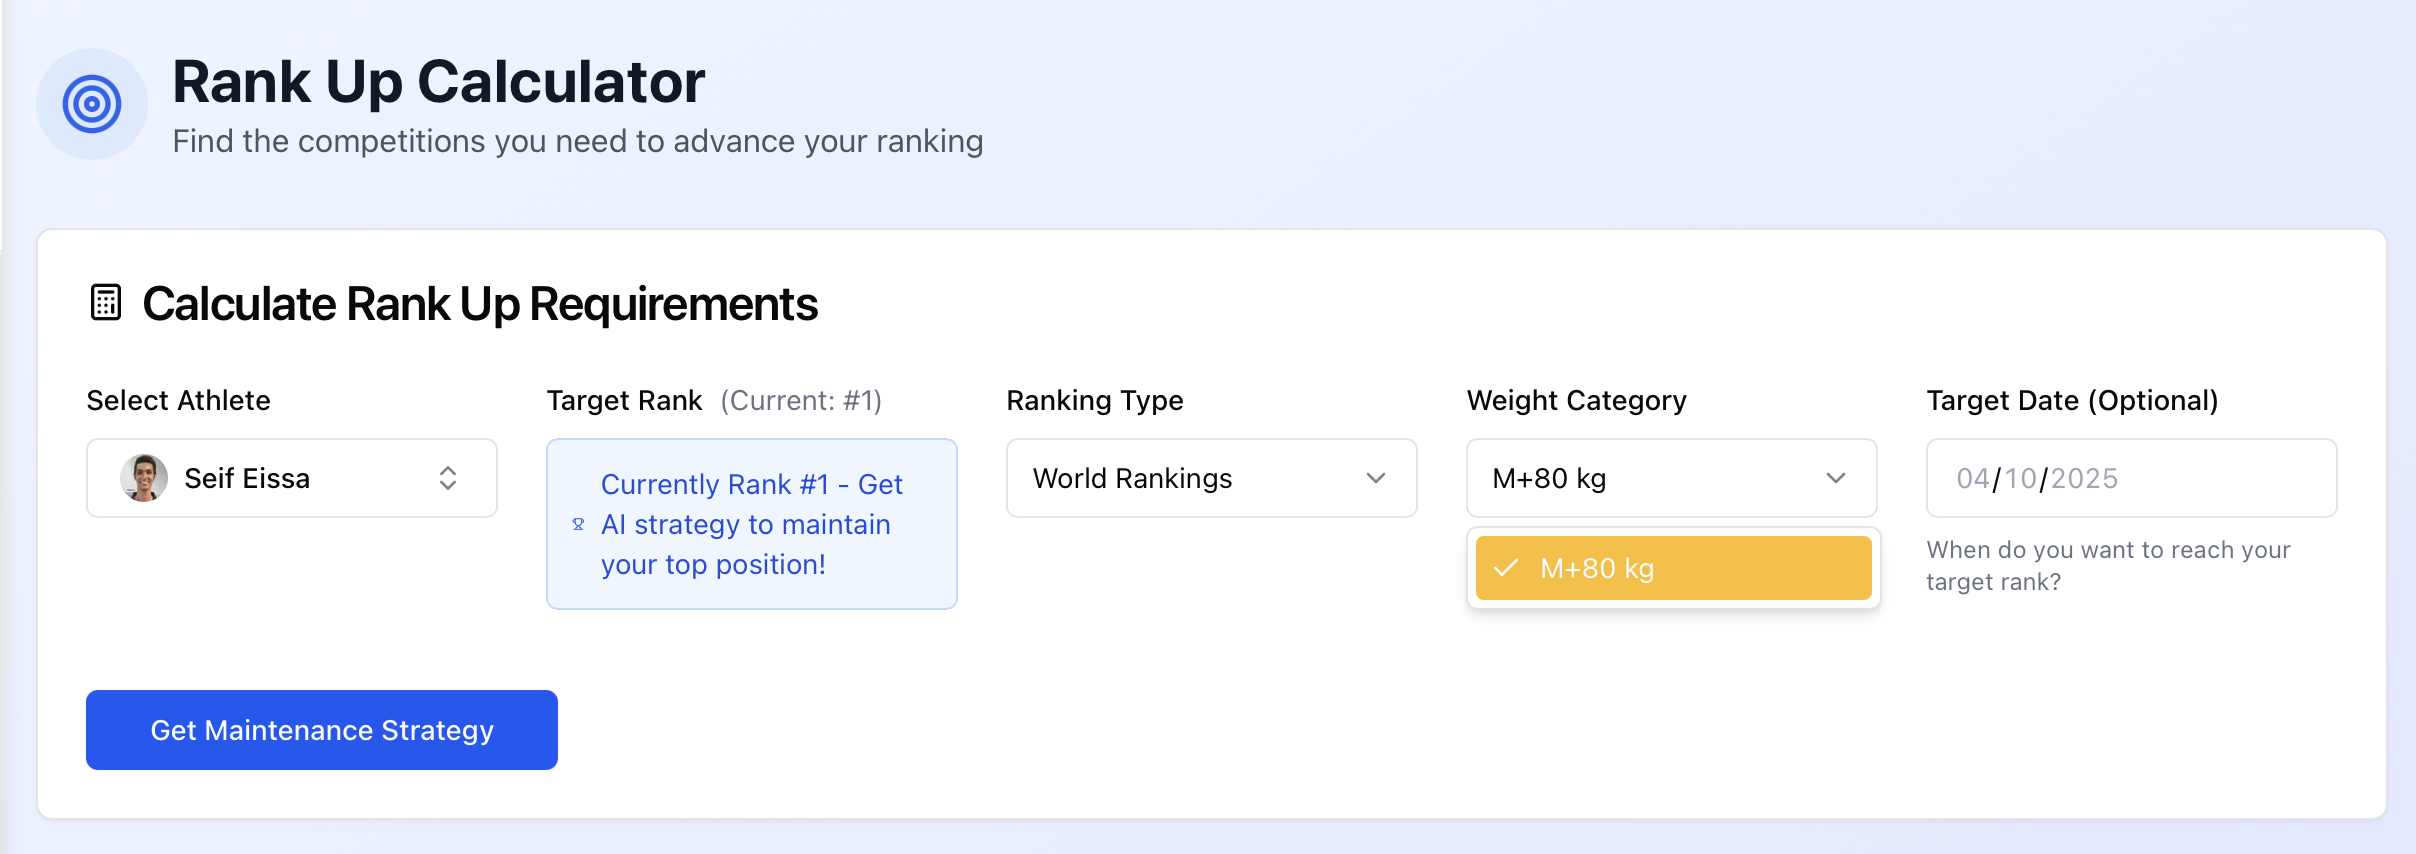 Rank Up Calculator
Find the competitions you need to advance your ranking
Calculate Rank Up Requirements
Select Athlete
Seif Eissa
Target Rank (Current: #1)
Currently Rank #1 - Get
AI strategy to maintain
your top position!
Ranking Type
World Rankings
Weight Category
M+80 kg
M+80 kg
Target Date (Optional)
04/10/2025
When do you want to reach your
target rank?
Get Maintenance Strategy